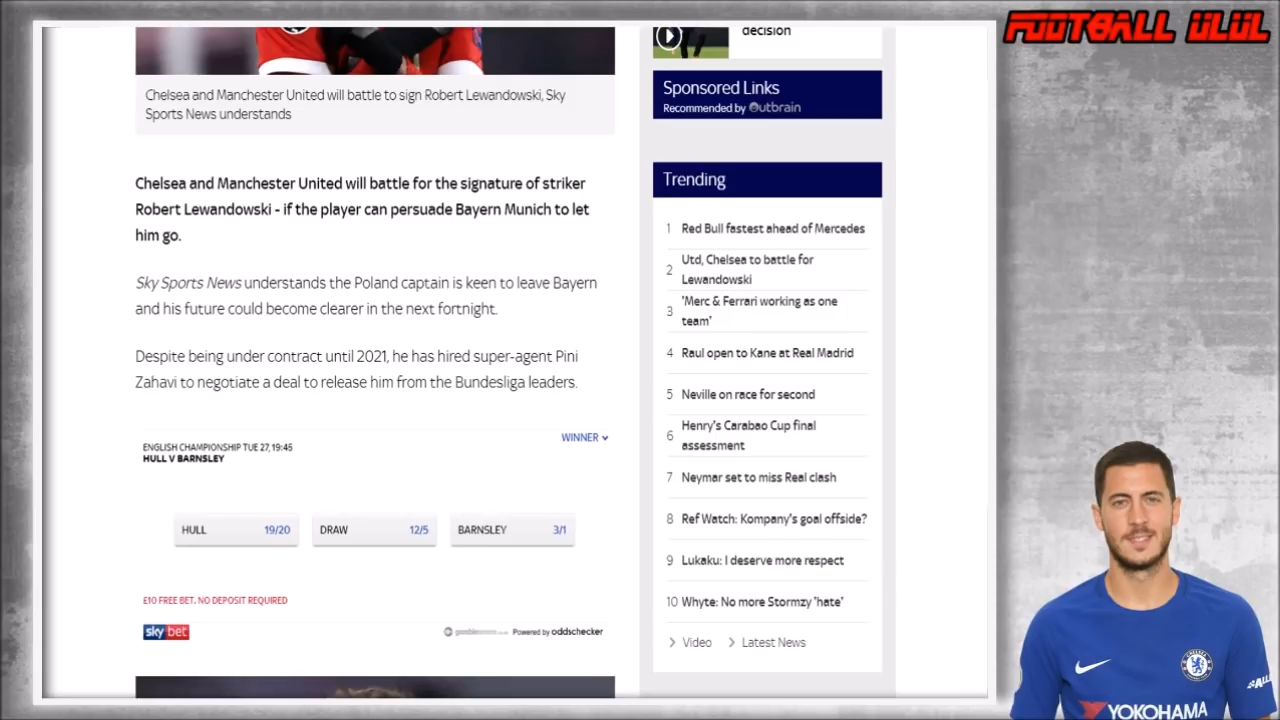 FOOTBALL ULUL
decision
Chelsea and Manchester United will battle to sign Robert Lewandowski, Sky
Sports News understands
Chelsea and Manchester United will battle for the signature of striker
Robert Lewandowski - if the player can persuade Bayern Munich to let
him go.
Sky Sports News understands the Poland captain is keen to leave Bayern
and his future could become clearer in the next fortnight.
Despite being under contract until 2021, he has hired super-agent Pini
Zahavi to negotiate a deal to release him from the Bundesliga leaders.
WINNER
ENGLISH CHAMPIONSHIP TUE 27, 19:45
HULL V BARNSLEY
HULL 19/20 DRAW 12/5 BARNSLEY 3/1
£10 FREE BET. NO DEPOSIT REQUIRED
sky bet Powered by oddschecker
Sponsored Links
Recommended by Outbrain
Trending
1 Red Bull fastest ahead of Mercedes
2 Utd, Chelsea to battle for
Lewandowski
3 'Merc & Ferrari working as one
team'
4 Raul open to Kane at Real Madrid
5 Neville on race for second
6 Henry's Carabao Cup final
assessment
7 Neymar set to miss Real clash
8 Ref Watch: Kompany's goal offside?
9 Lukaku: I deserve more respect
10 Whyte: No more Stormzy 'hate'
Video Latest News
YOKOHAMA